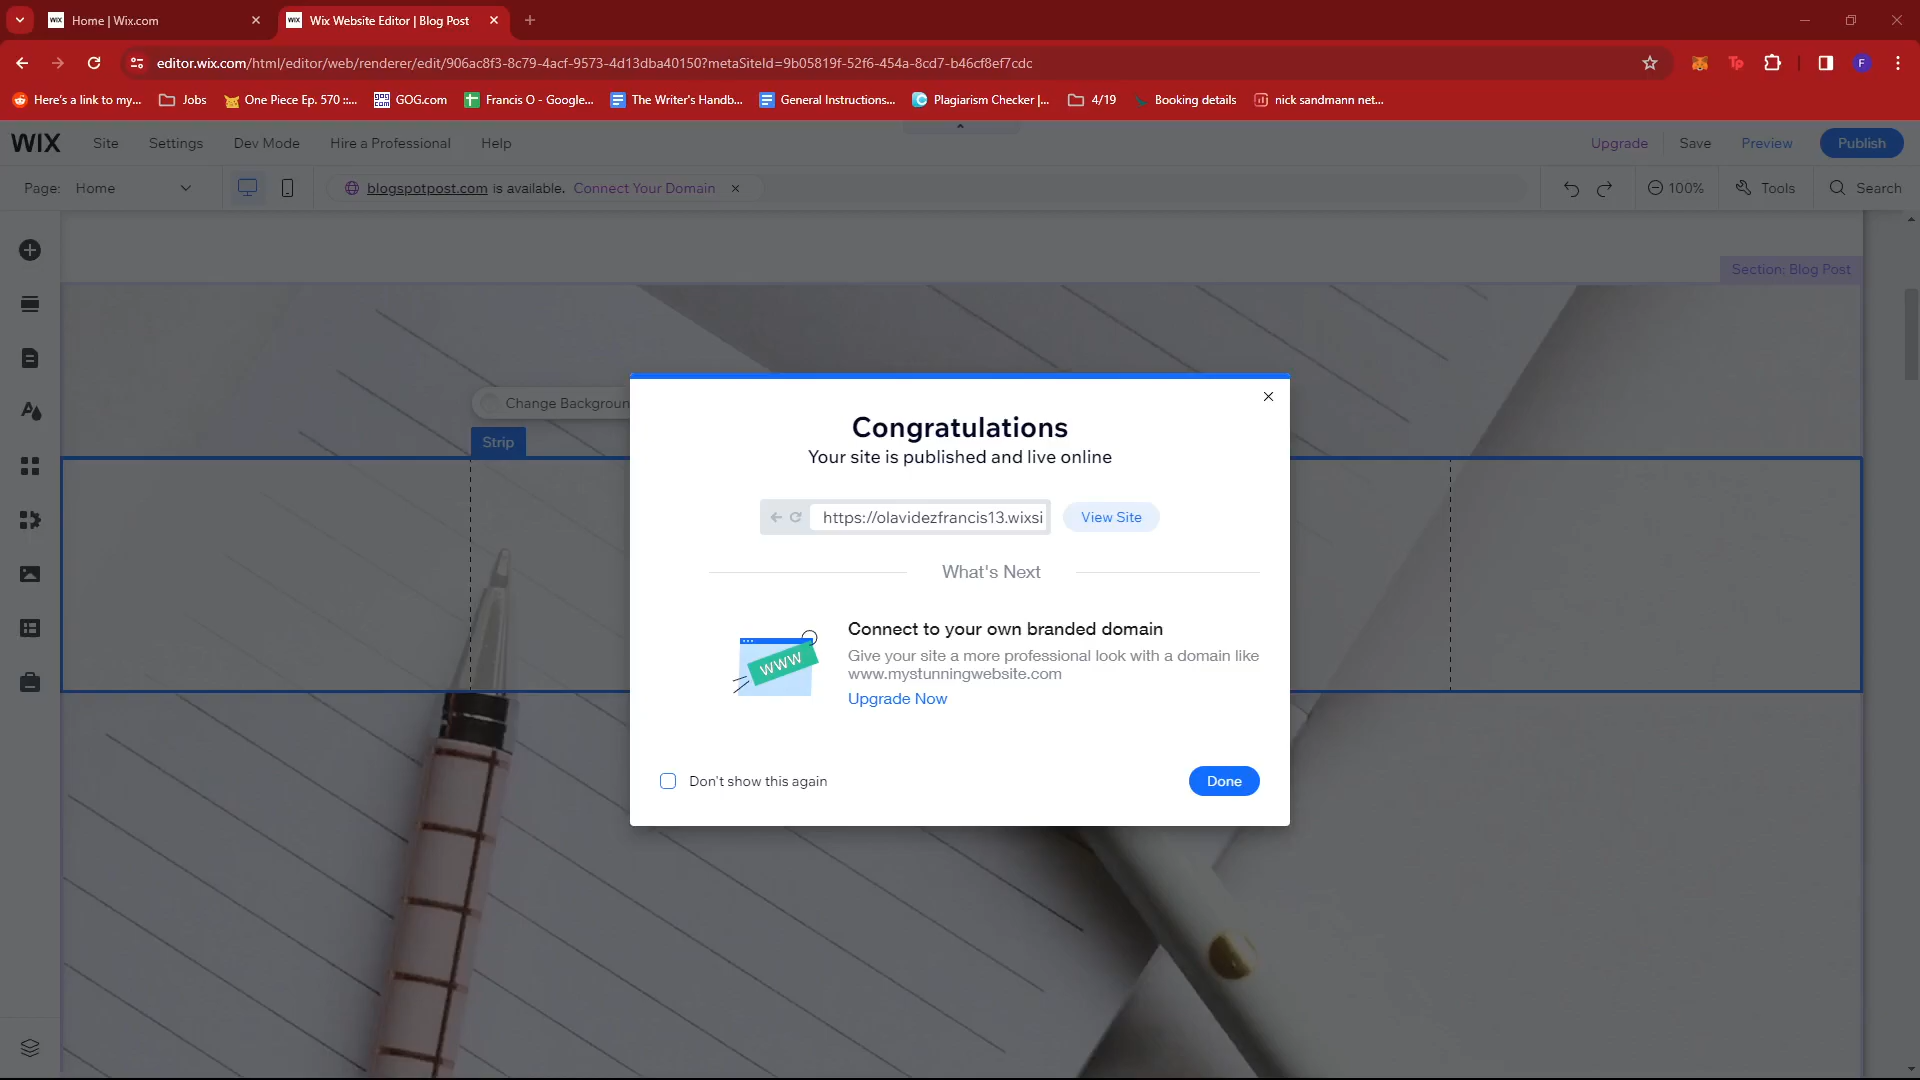 Home | Wix.com
Wix Website Editor | Blog Post
editor.wix.com/html/editor/web/renderer/edit/906ac8f3-8c79-4acf-9573-4d13dba40150?metaSiteId=9b05819f-52f6-454a-8cd7-b46cf8ef7cdc
Here's a link to my... Jobs One Piece Ep. 570 ::... GOG.com Francis O - Google... The Writer's Handb... General Instructions... Plagiarism Checker |... 4/19 Booking details nick sandmann net...
WIX Site Settings Dev Mode Hire a Professional Help Upgrade Save Preview Publish
Page: Home blogspotpost.com is available. Connect Your Domain 100% Tools Search
Section: Blog Post
Change Backgroun
Strip
Congratulations
Your site is published and live online
https://olavidezfrancis13.wixsi View Site
What's Next
WWW
Connect to your own branded domain
Give your site a more professional look with a domain like
www.mystunningwebsite.com
Upgrade Now
Don't show this again
Done